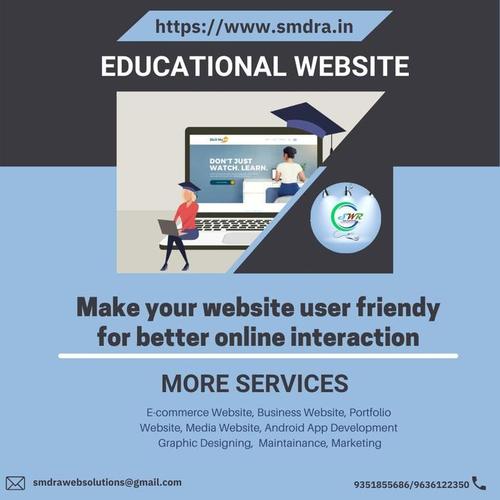 https://www.smdra.in
EDUCATIONAL WEBSITE
DON'T JUST
WATCH. LEARN.
SWR
Make your website user friendy
for better online interaction
MORE SERVICES
E-commerce Website, Business Website, Portfolio
Website, Media Website, Android App Development
Graphic Designing, Maintainance, Marketing
smdrawebsolutions@gmail.com
9351855686/9636122350